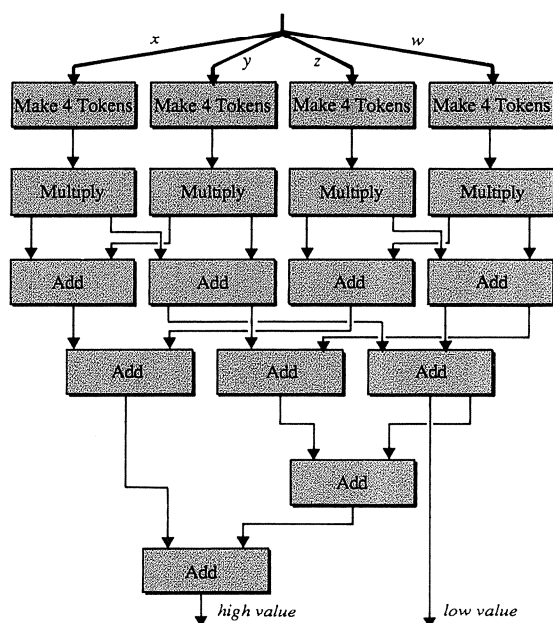 x y z w
Make 4 Tokens Make 4 Tokens Make 4 Tokens Make 4 Tokens
Multiply Multiply Multiply Multiply
Add Add Add Add
Add Add Add
Add
Add
high value low value